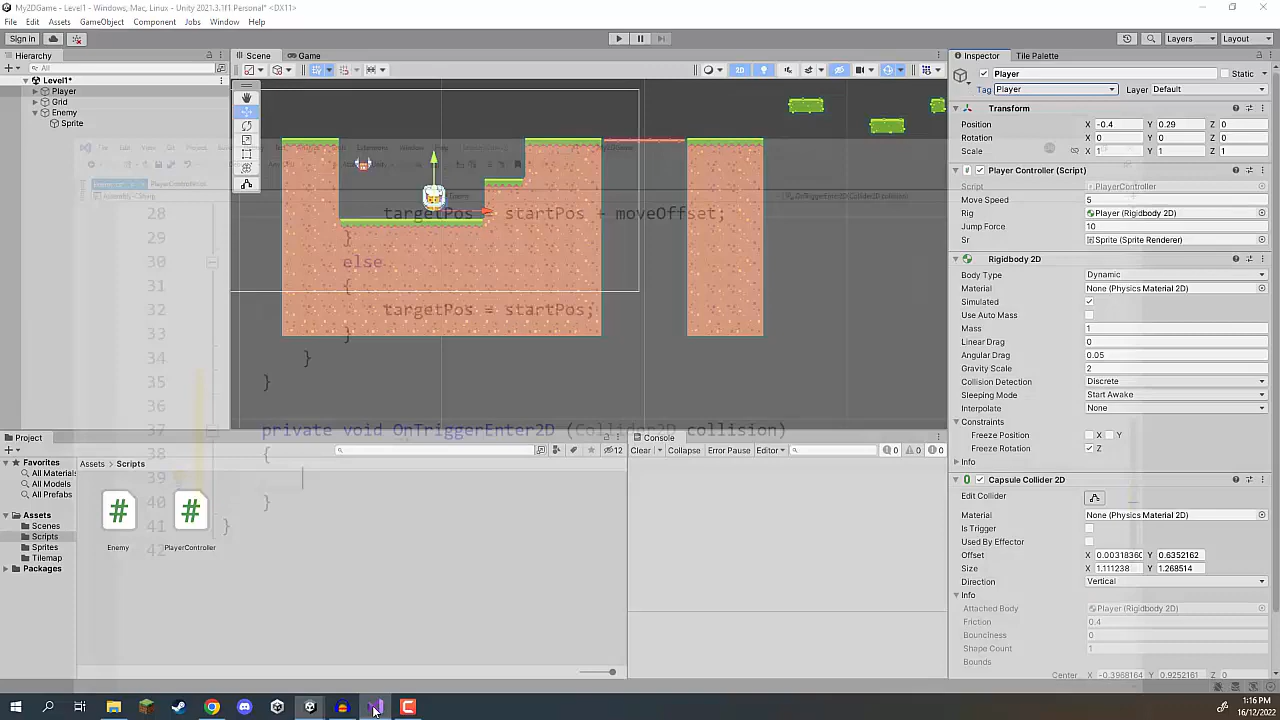 My2DGame - Level1 - Windows, Mac, Linux - Unity 2021.3.1f1 Personal* <DX11>
File Edit Assets GameObject Component Jobs Window Help
Sign in Layers Layout
Hierarchy Scene Game Inspector Tile Palette
All
Level1*
Player
Grid
Enemy
Sprite
2D
Player Static
Tag Player Layer Default
Transform
Position X -0.4 Y 0.29 Z 0
Rotation X 0 Y 0 Z 0
Scale X 1 Y 1 Z 1
Player Controller (Script)
Script PlayerController
Move Speed 5
Rig Player (Rigidbody 2D)
Jump Force 10
Sr Sprite (Sprite Renderer)
Rigidbody 2D
Body Type Dynamic
Material None (Physics Material 2D)
Simulated
Use Auto Mass
Mass 1
Linear Drag 0
Angular Drag 0.05
Gravity Scale 2
Collision Detection Discrete
Sleeping Mode Start Awake
Interpolate None
Constraints
Freeze Position X Y
Freeze Rotation Z
Info
Capsule Collider 2D
Edit Collider
Material None (Physics Material 2D)
Is Trigger
Used By Effector
Offset X 0.00318360 Y 0.6352162
Size X 1.111238 Y 1.268514
Direction Vertical
Info
Attached Body Player (Rigidbody 2D)
Friction 0.4
Bounciness 0
Shape Count 1
Bounds
Center X -0.3968164 Y 0.9252161 Z 0
28 targetPos = startPos + moveOffset;
29 }
30 else
31 {
32 targetPos = startPos;
33 }
34 }
35 }
36
37 private void OnTriggerEnter2D (Collider2D collision)
38 {
39
40 }
41 }
42
Project
Favorites
All Materials
All Models
All Prefabs
Assets
Scenes
Scripts
Sprites
Tilemap
Packages
12
Assets > Scripts
Enemy PlayerController
Console
Clear Collapse Error Pause Editor 0 0 0
1:16 PM
16/12/2022